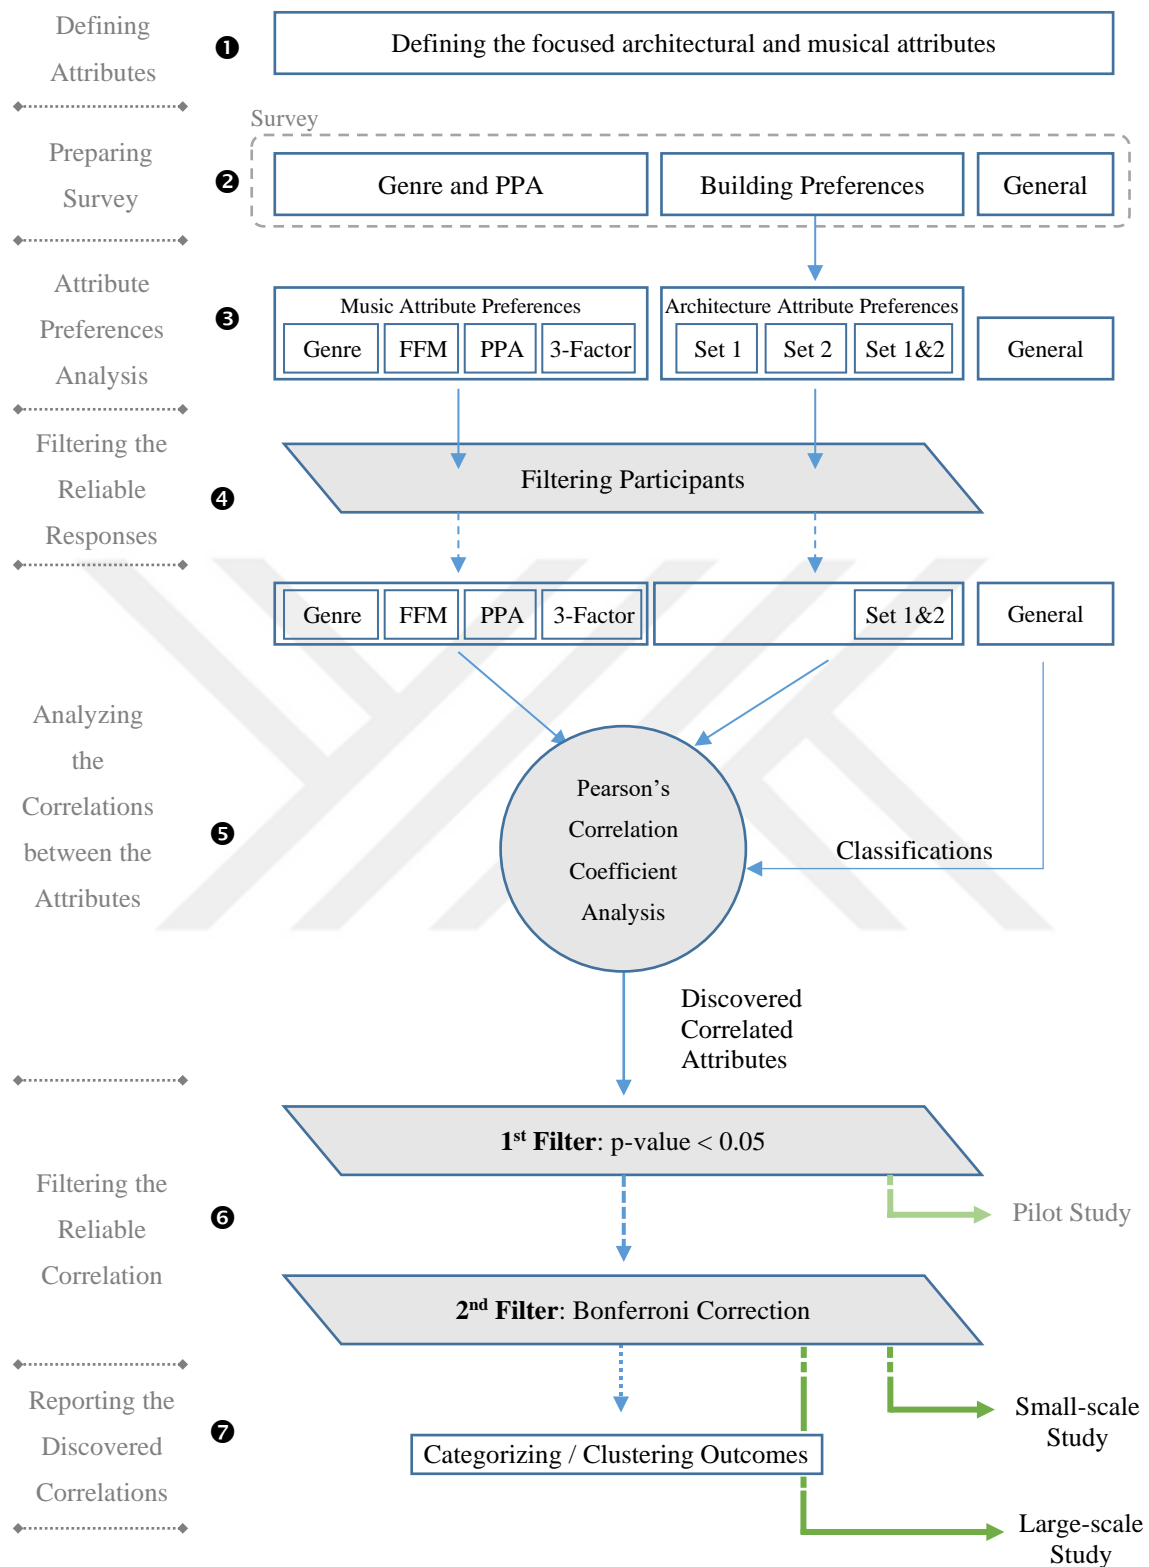 Defining
Attributes
❶
Defining the focused architectural and musical attributes
Survey
Preparing
Survey
❷
Genre and PPA
Building Preferences
General
Attribute
Preferences
Analysis
❸
Music Attribute Preferences
Genre
FFM
PPA
3-Factor
Architecture Attribute Preferences
Set 1
Set 2
Set 1&2
General
Filtering the
Reliable
Responses
❹
Filtering Participants
Genre
FFM
PPA
3-Factor
Set 1&2
General
Analyzing
the
Correlations
between the
Attributes
❺
Pearson's
Correlation
Coefficient
Analysis
Classifications
Discovered
Correlated
Attributes
Filtering the
Reliable
Correlation
❻
1st Filter: p-value < 0.05
Pilot Study
2nd Filter: Bonferroni Correction
Reporting the
Discovered
Correlations
❼
Categorizing / Clustering Outcomes
Small-scale
Study
Large-scale
Study